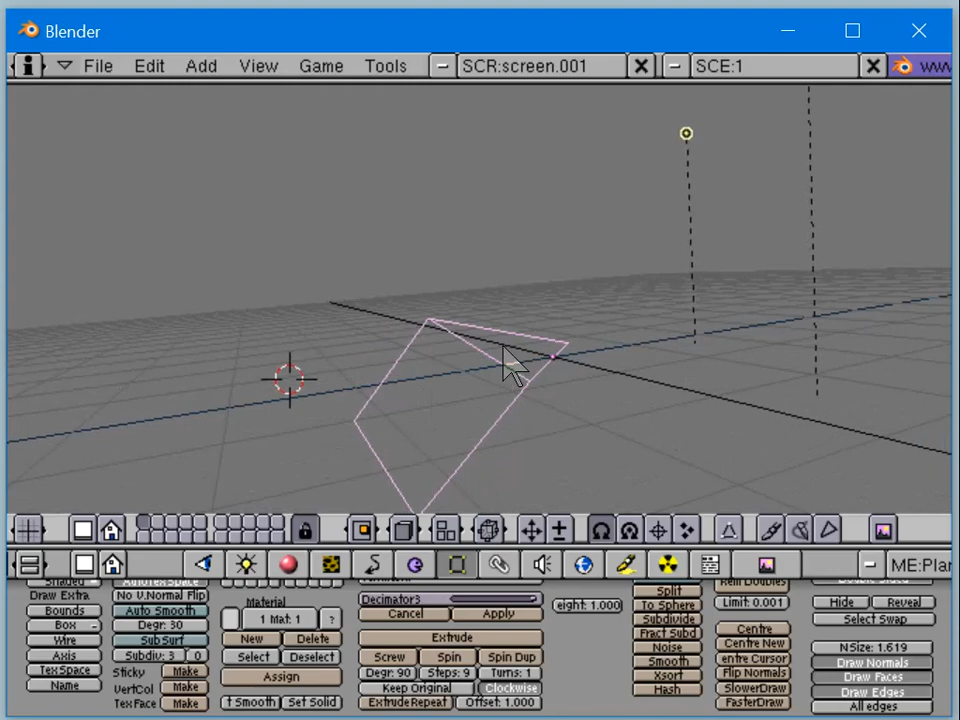 Blender
File Edit Add View Game Tools SCR:screen.001 SCE:1 www
ME:Plan
Draw Extra
Bounds
Box
Wire
Axis
TexSpace
Name
AutoTexSpace
No V.Normal Flip
Auto Smooth
Degr: 30
SubSurf
Subdiv: 3 0
Sticky Make
VertCol Make
TexFace Make
Material
1 Mat: 1 ?
New Delete
Select Deselect
Assign
t Smooth Set Solid
Decimator3
Cancel Apply
Extrude
Screw Spin Spin Dup
Degr: 90 Steps: 9 Turns: 1
Keep Original Clockwise
Extrude Repeat Offset: 1.000
eight: 1.000
Split
To Sphere
Subdivide
Fract Subd
Noise
Smooth
Xsort
Hash
Rem Doubles
Limit: 0.001
Centre
Centre New
entre Cursor
Flip Normals
SlowerDraw
FasterDraw
Hide Reveal
Select Swap
NSize: 1.619
Draw Normals
Draw Faces
Draw Edges
All edges